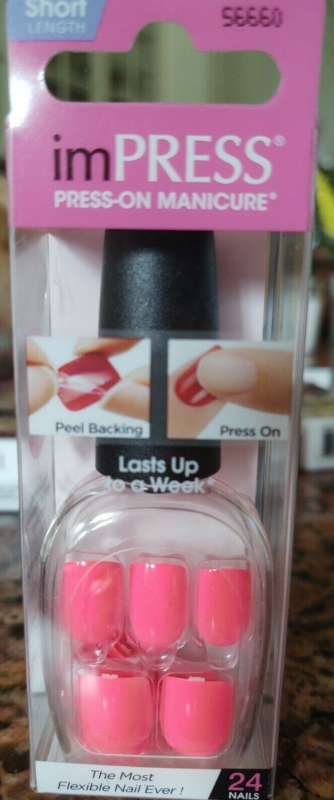 Short
LENGTH
56660
imPRESS®
PRESS-ON MANICURE®
Peel Backing
Press On
Lasts Up
to a Week*
The Most
Flexible Nail Ever !
24
NAILS